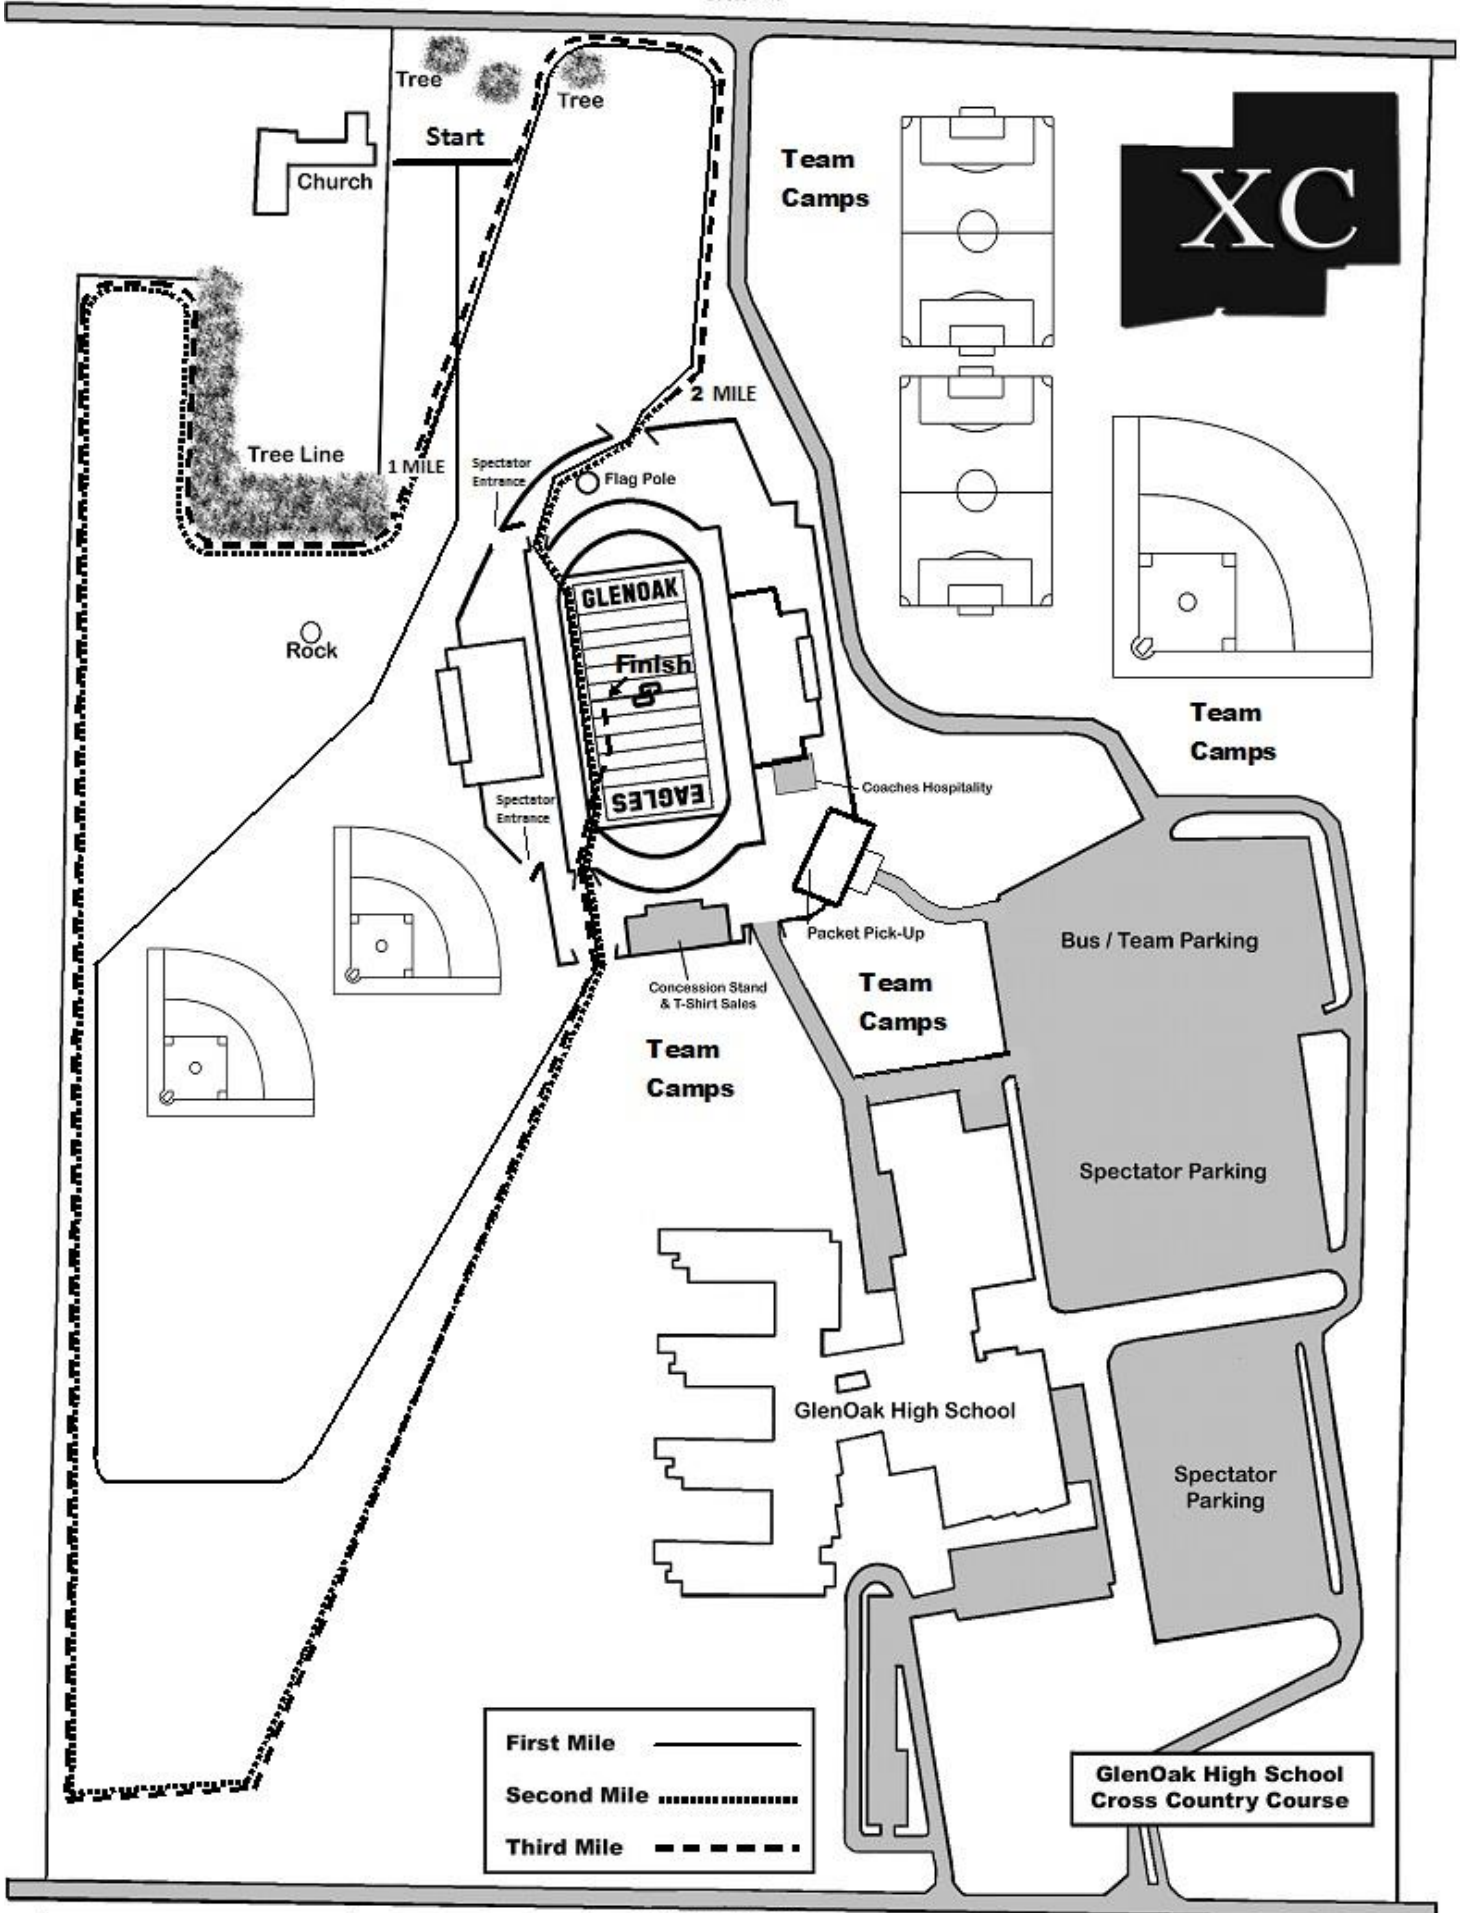 Tree
Tree
Start
Church
Team
Camps
XC
2 MILE
Tree Line
1 MILE
Spectator
Entrance
Flag Pole
GLENOAK
Rock
Finish
GO
Team
Camps
EAGLES
Coaches Hospitality
Spectator
Entrance
Packet Pick-Up
Bus / Team Parking
Concession Stand
& T-Shirt Sales
Team
Camps
Team
Camps
Spectator Parking
GlenOak High School
Spectator
Parking
First Mile
Second Mile
Third Mile
GlenOak High School
Cross Country Course